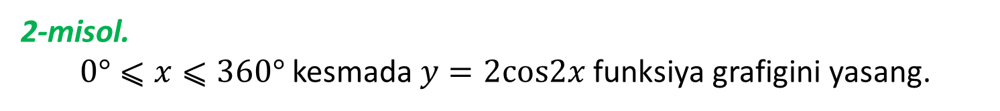 2-misol.
0° ⩽ x ⩽ 360° kesmada y = 2cos2x funksiya grafigini yasang.